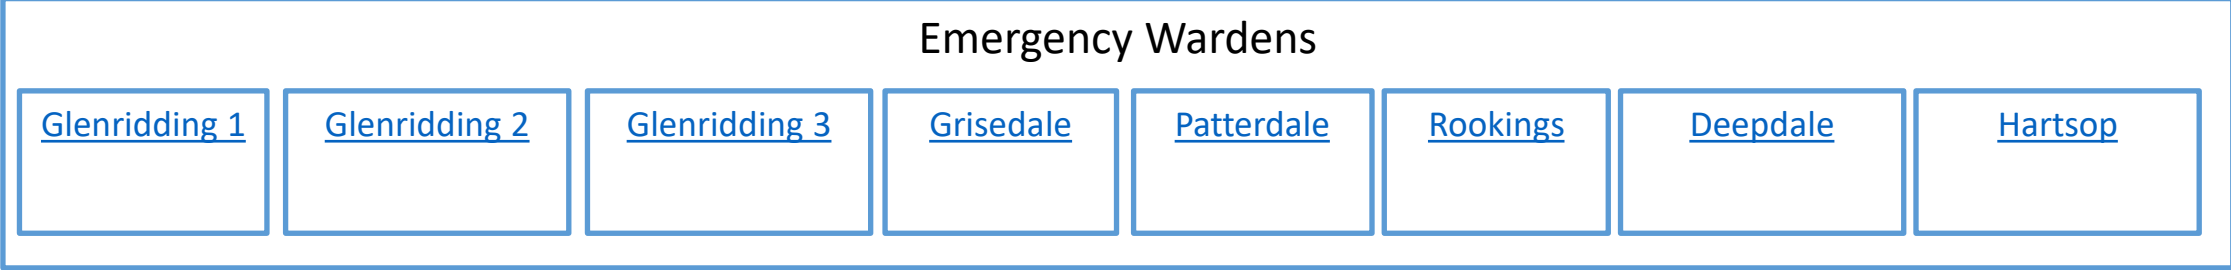 Emergency Wardens
Glenridding 1
Glenridding 2
Glenridding 3
Grisedale
Patterdale
Rookings
Deepdale
Hartsop